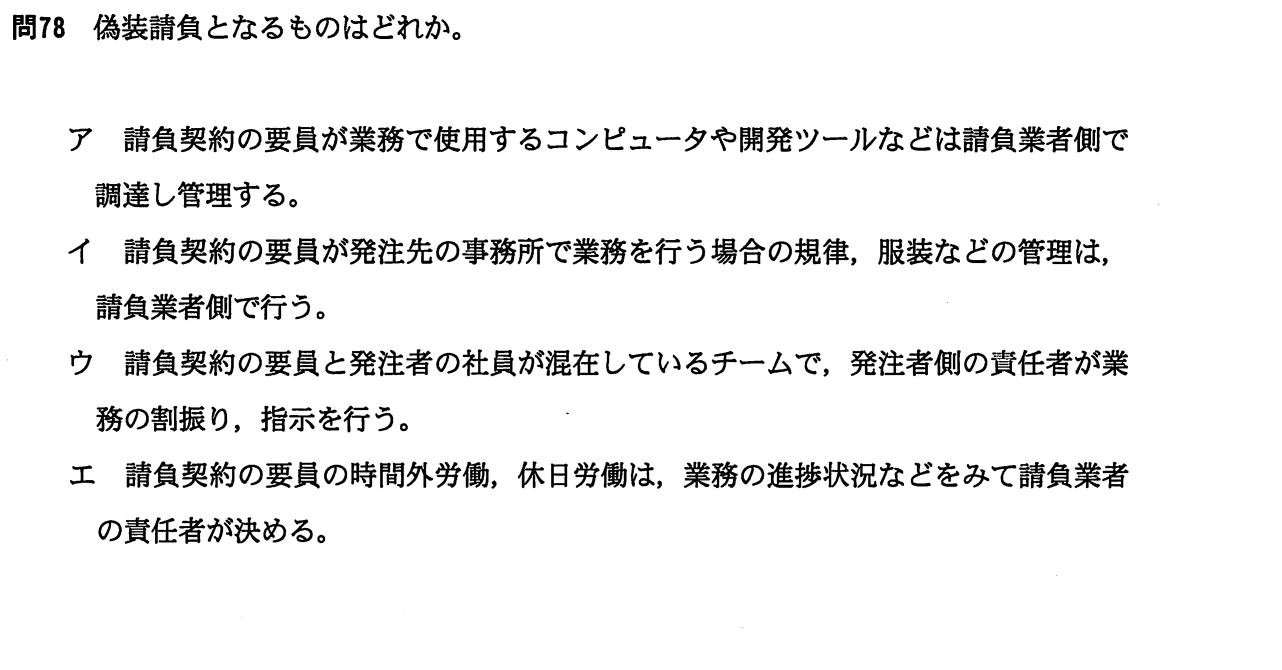 問78　偽装請負となるものはどれか。
ア　請負契約の要員が業務で使用するコンピュータや開発ツールなどは請負業者側で
調達し管理する。
イ　請負契約の要員が発注先の事務所で業務を行う場合の規律，服装などの管理は，
請負業者側で行う。
ウ　請負契約の要員と発注者の社員が混在しているチームで，発注者側の責任者が業
務の割振り，指示を行う。
エ　請負契約の要員の時間外労働，休日労働は，業務の進捗状況などをみて請負業者
の責任者が決める。